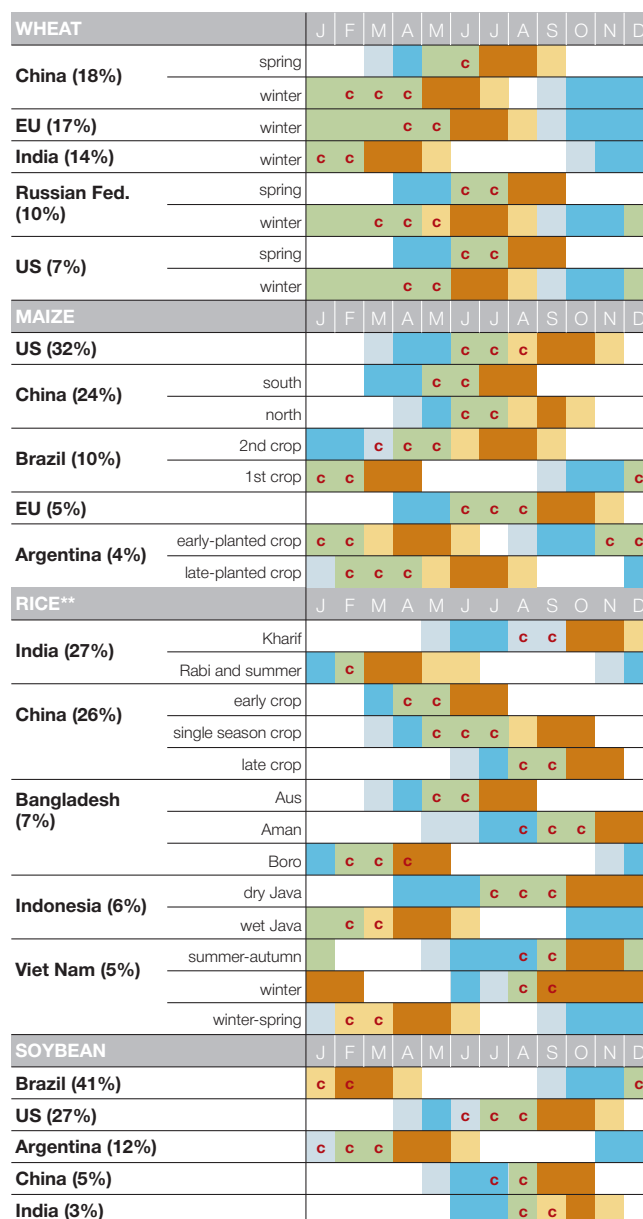 WHEAT J F M A M J J A S O N D
China (18%)
spring c
winter c c c
EU (17%) winter c c
India (14%) winter c c
Russian Fed.
(10%)
spring c c
winter c c c
US (7%)
spring c c
winter c c
MAIZE J F M A M J J A S O N D
US (32%) c c c
China (24%)
south c c
north c c
Brazil (10%)
2nd crop c c c
1st crop c c c
EU (5%) c c c
Argentina (4%)
early-planted crop c c c c
late-planted crop c c c
RICE** J F M A M J J A S O N D
India (27%)
Kharif c c
Rabi and summer c
China (26%)
early crop c c
single season crop c c c
late crop c c
Bangladesh
(7%)
Aus c c
Aman c c c
Boro c c c
Indonesia (6%)
dry Java c c c
wet Java c c
Viet Nam (5%)
summer-autumn c c
winter c c
winter-spring c c
SOYBEAN J F M A M J J A S O N D
Brazil (41%) c c c
US (27%) c c c
Argentina (12%) c c c
China (5%) c c
India (3%) c c